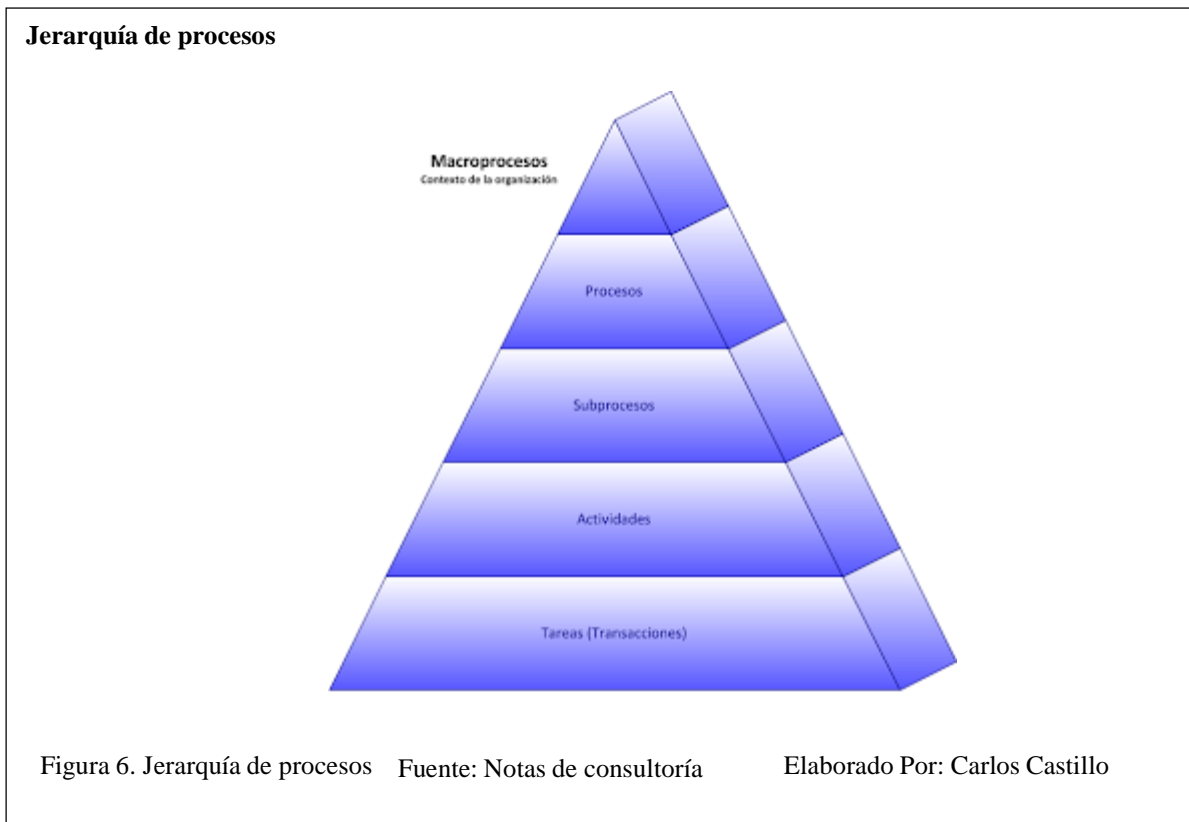 Jerarquía de procesos
Macroprocesos
Contexto de la organización
Procesos
Subprocesos
Actividades
Tareas (Transacciones)
Figura 6. Jerarquía de procesos Fuente: Notas de consultoría Elaborado Por: Carlos Castillo